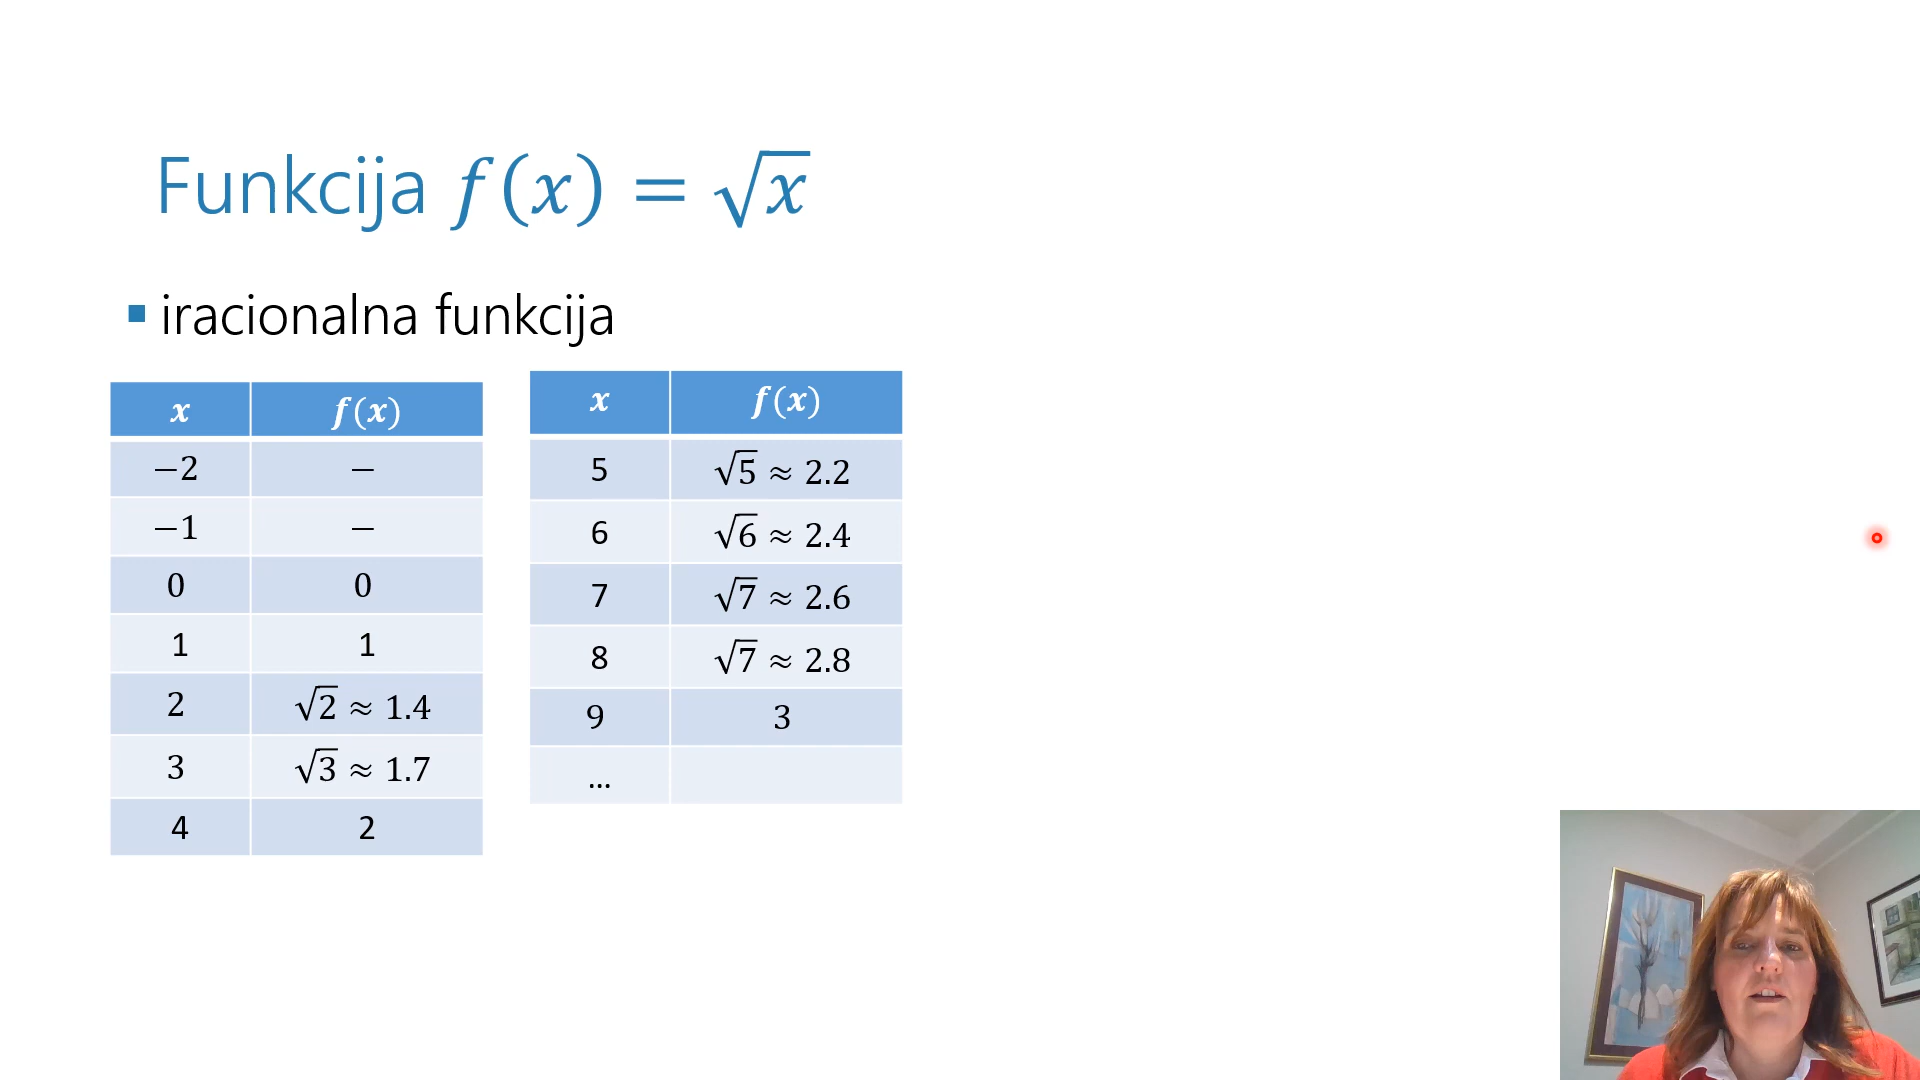 Funkcija f(x) = √x
▪ iracionalna funkcija
x f(x)
−2 −
−1 −
0 0
1 1
2 √2 ≈ 1.4
3 √3 ≈ 1.7
4 2
x f(x)
5 √5 ≈ 2.2
6 √6 ≈ 2.4
7 √7 ≈ 2.6
8 √7 ≈ 2.8
9 3
...